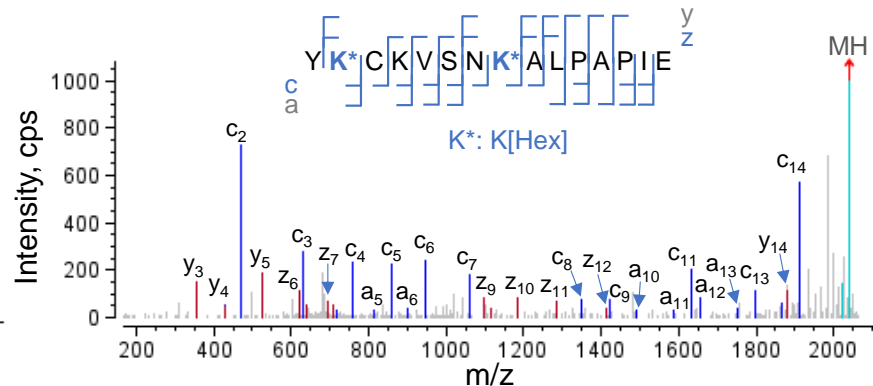 y
z
Y K* C K V S N K* A L P A P I E
c
a
K*: K[Hex]
MH
Intensity, cps
1000
800
600
400
200
0
c2
c14
y3
y4
y5
z6
c3
z7
c4
a5
c5
a6
c6
c7
z9
z10
z11
c8
z12
c9
a10
a11
c11
a12
a13
c13
y14
200 400 600 800 1000 1200 1400 1600 1800 2000
m/z